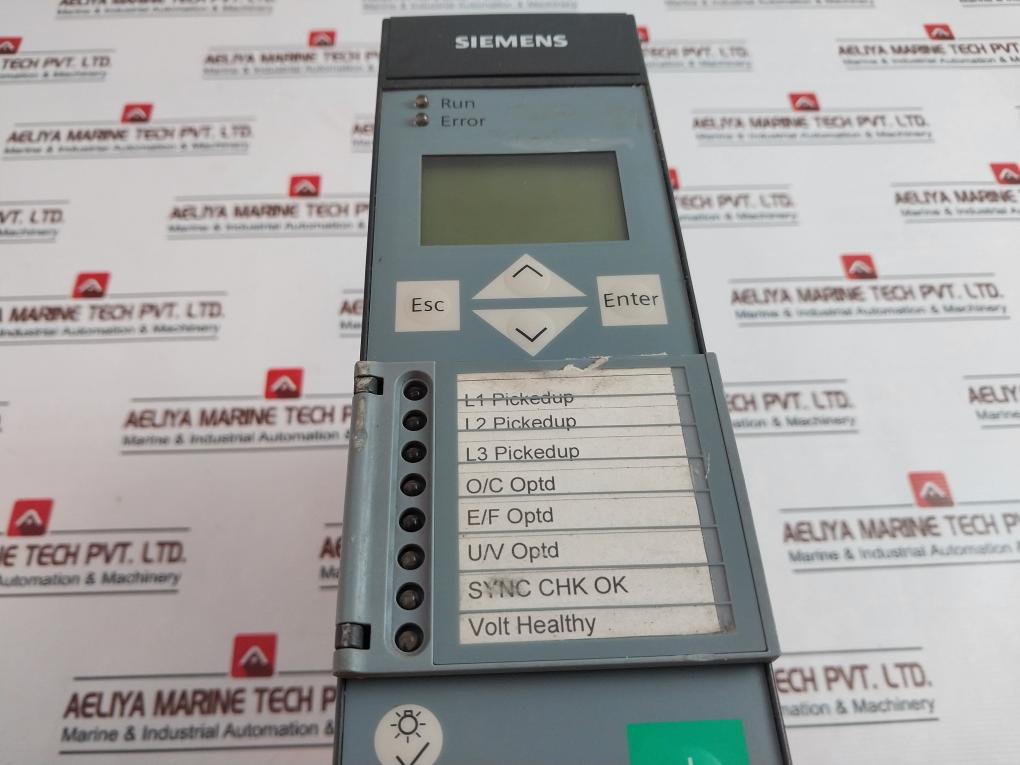 SIEMENS
Run
Error
Esc
Enter
L1 Pickedup
L2 Pickedup
L3 Pickedup
O/C Optd
E/F Optd
U/V Optd
SYNC CHK OK
Volt Healthy
AELIYA MARINE TECH PVT. LTD.
Marine & Industrial Automation & Machinery